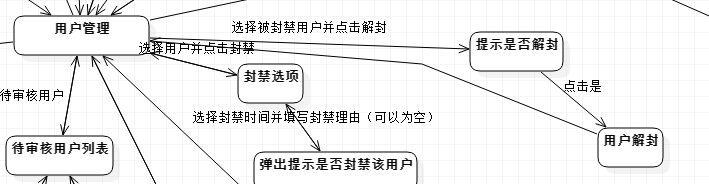 用户管理
选择被封禁用户并点击解封
提示是否解封
选择用户并点击封禁
封禁选项
点击是
待审核用户
选择封禁时间并填写封禁理由（可以为空）
待审核用户列表
用户解封
弹出提示是否封禁该用户